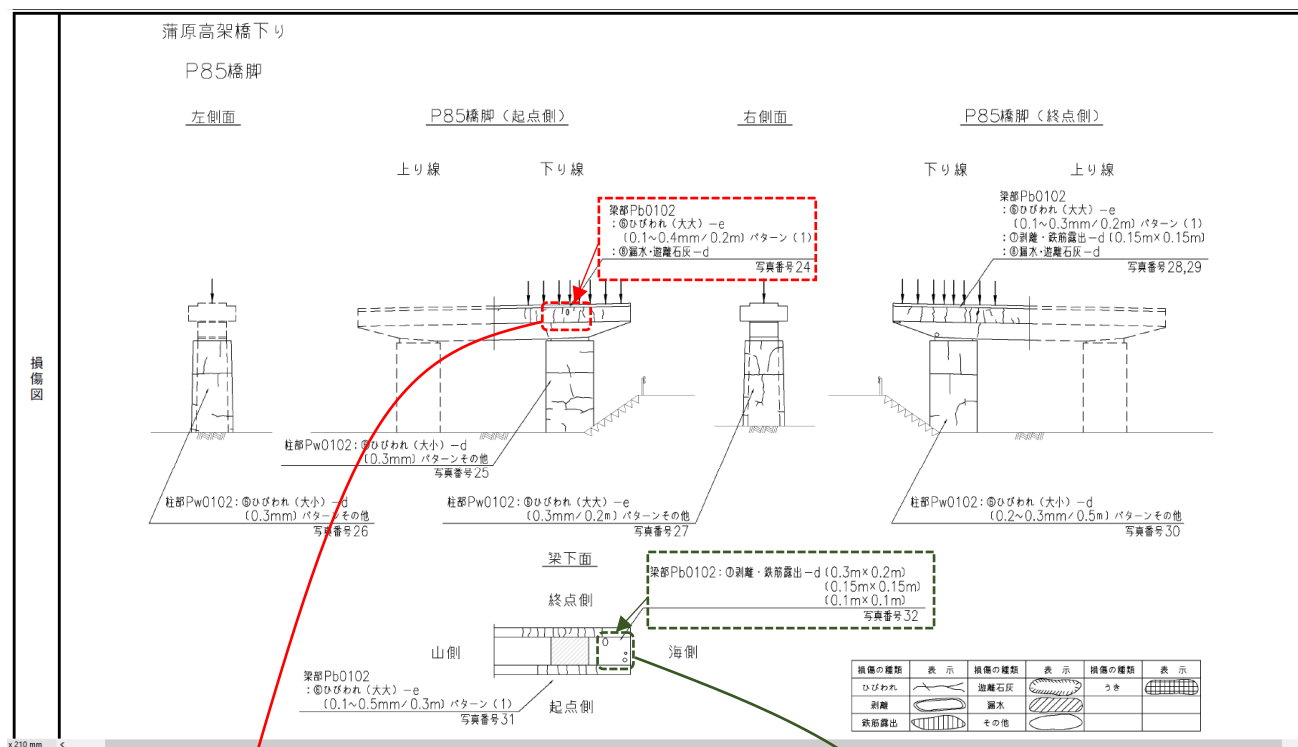 蒲原高架橋下り
P85橋脚
左側面
P85橋脚（起点側）
右側面
P85橋脚（終点側）
上り線
下り線
下り線
上り線
梁部Pb0102
：⑥ひびわれ（大大）－e
（0.1~0.4mm/0.2m）パターン（1）
：⑧漏水・遊離石灰－d
写真番号24
梁部Pb0102
：⑥ひびわれ（大大）－e
（0.1~0.3mm/0.2m）パターン（1）
：⑦剥離・鉄筋露出－d（0.15m×0.15m）
：⑧漏水・遊離石灰－d
写真番号28,29
損傷図
柱部Pw0102：⑥ひびわれ（大小）－d
（0.3mm）パターンその他
写真番号25
柱部Pw0102：⑥ひびわれ（大小）－d
（0.3mm）パターンその他
写真番号26
柱部Pw0102：⑥ひびわれ（大大）－e
（0.3mm/0.2m）パターンその他
写真番号27
柱部Pw0102：⑥ひびわれ（大小）－d
（0.2~0.3mm/0.5m）パターンその他
写真番号30
梁下面
梁部Pb0102：⑦剥離・鉄筋露出－d（0.3m×0.2m）
（0.15m×0.15m）
（0.1m×0.1m）
写真番号32
終点側
山側
海側
梁部Pb0102
：⑥ひびわれ（大大）－e
（0.1~0.5mm/0.3m）パターン（1）
写真番号31
起点側
損傷の種類 表示 損傷の種類 表示 損傷の種類 表示
ひびわれ 遊離石灰 うき
剥離 漏水
鉄筋露出 その他
x 210 mm